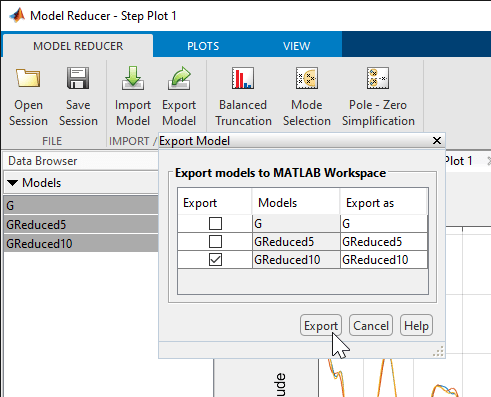 Model Reducer - Step Plot 1
MODEL REDUCER PLOTS VIEW
Open Session
Save Session
Import Model
Export Model
Balanced Truncation
Mode Selection
Pole - Zero Simplification
FILE IMPORT /
Export Model
Data Browser
Plot 1
Models
G
GReduced5
GReduced10
Export models to MATLAB Workspace
Export Models Export as
G G
GReduced5 GReduced5
GReduced10 GReduced10
Export Cancel Help